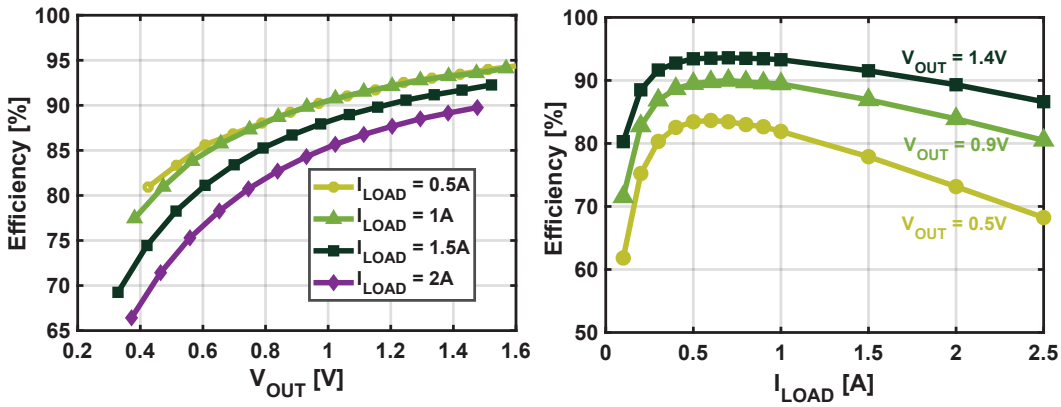 100
95
90
85
80
75
70
65
Efficiency [%]
0.2 0.4 0.6 0.8 1 1.2 1.4 1.6
V_OUT [V]
I_LOAD = 0.5A
I_LOAD = 1A
I_LOAD = 1.5A
I_LOAD = 2A
100
90
80
70
60
50
Efficiency [%]
0 0.5 1 1.5 2 2.5
I_LOAD [A]
V_OUT = 1.4V
V_OUT = 0.9V
V_OUT = 0.5V